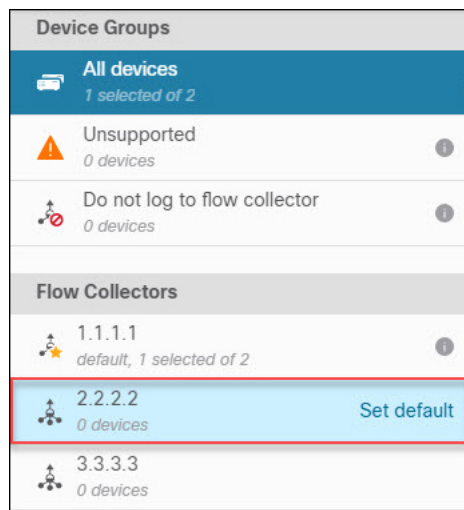 Device Groups
All devices
1 selected of 2
Unsupported
0 devices
Do not log to flow collector
0 devices
Flow Collectors
1.1.1.1
default, 1 selected of 2
2.2.2.2
Set default
0 devices
3.3.3.3
0 devices